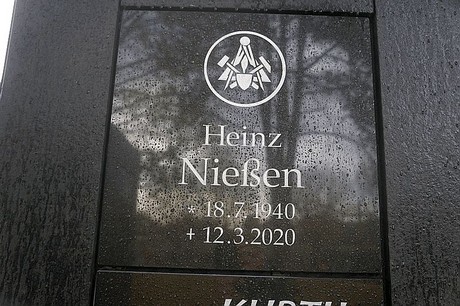 Heinz
Nießen
* 18.7.1940
+ 12.3.2020